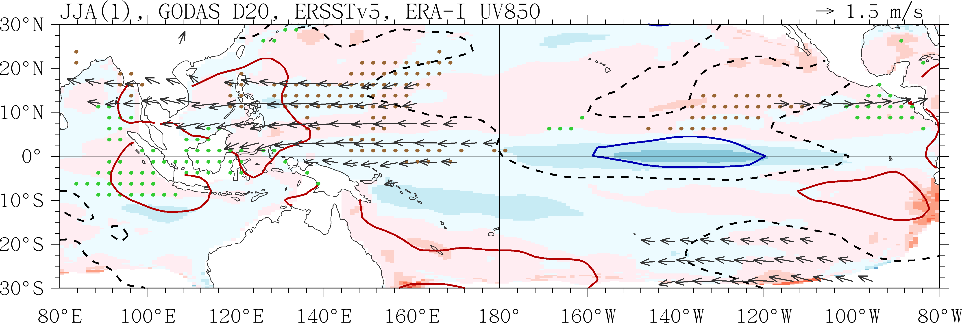 JJA(1), GODAS D20, ERSSTv5, ERA-I UV850
1.5 m/s
30°N
20°N
10°N
0°
10°S
20°S
30°S
80°E 100°E 120°E 140°E 160°E 180° 160°W 140°W 120°W 100°W 80°W